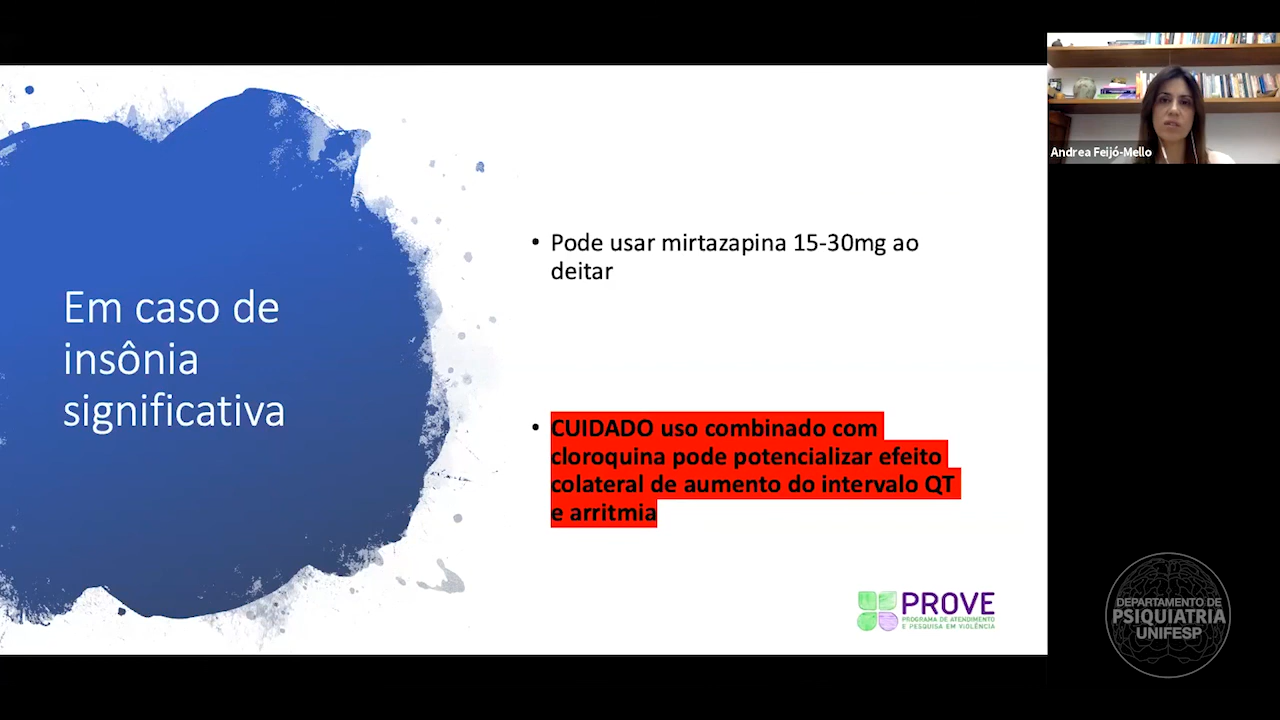 Em caso de
insônia
significativa
• Pode usar mirtazapina 15-30mg ao
deitar
• CUIDADO uso combinado com
cloroquina pode potencializar efeito
colateral de aumento do intervalo QT
e arritmia
PROVE
PROGRAMA DE ATENDIMENTO
E PESQUISA EM VIOLÊNCIA
Andrea Feijó-Mello
DEPARTAMENTO DE
PSIQUIATRIA
UNIFESP